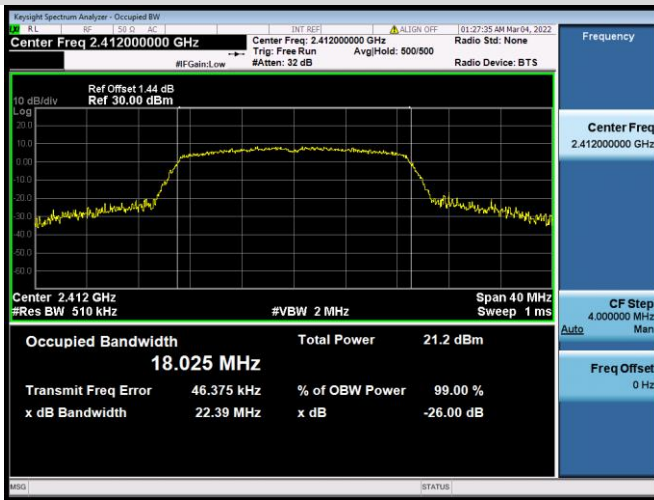 Keysight Spectrum Analyzer - Occupied BW
RL RF 50 Ω AC INT REF ALIGN OFF 01:27:35 AM Mar 04, 2022
Center Freq 2.412000000 GHz
Center Freq: 2.412000000 GHz Radio Std: None
Trig: Free Run Avg|Hold: 500/500
#IFGain:Low #Atten: 32 dB Radio Device: BTS
Frequency
Ref Offset 1.44 dB
10 dB/div Ref 30.00 dBm
Log
20.0
10.0
0.00
-10.0
-20.0
-30.0
-40.0
-50.0
-60.0
Center 2.412 GHz Span 40 MHz
#Res BW 510 kHz #VBW 2 MHz Sweep 1 ms
Center Freq
2.412000000 GHz
CF Step
4.000000 MHz
Auto Man
Freq Offset
0 Hz
Occupied Bandwidth Total Power 21.2 dBm
18.025 MHz
Transmit Freq Error 46.375 kHz % of OBW Power 99.00 %
x dB Bandwidth 22.39 MHz x dB -26.00 dB
MSG STATUS